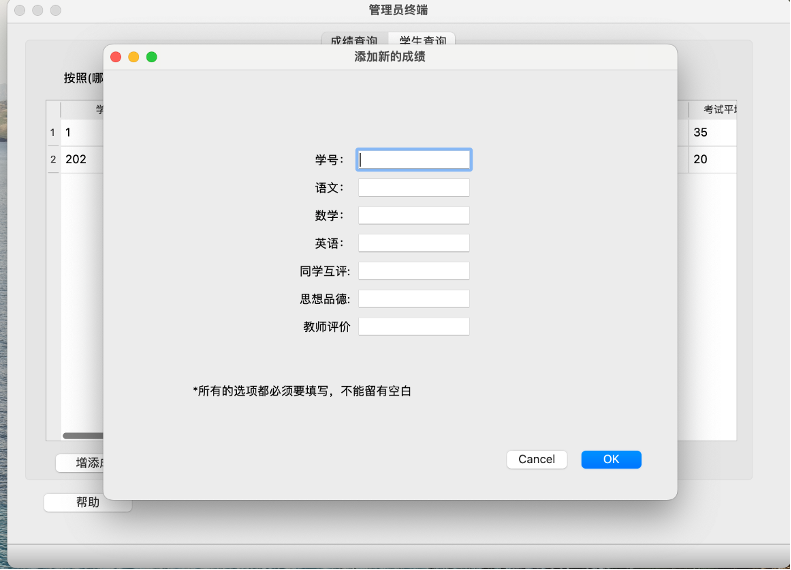 管理员终端
成绩查询 学生查询
添加新的成绩
按照(哪
考试平均
1 1 35
2 202 20
学号：
语文：
数学：
英语：
同学互评:
思想品德:
教师评价
*所有的选项都必须要填写，不能留有空白
Cancel OK
增添
帮助